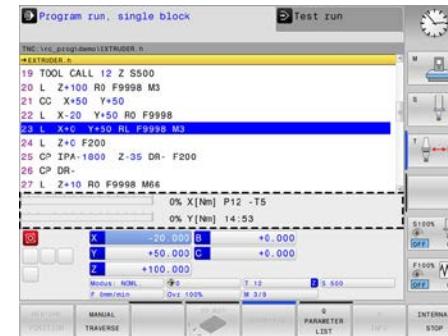 Program run, single block
Test run
TNC:\nc_prog\demo\EXTRUDER.h
→EXTRUDER.h
19 TOOL CALL 12 Z S500
20 L Z+100 R0 F9998 M3
21 CC X+50 Y+50
22 L X-20 Y+50 R0 F9998
23 L X+0 Y+50 RL F9998 M3
24 L Z+0 F200
25 CP IPA-1800 Z-35 DR- F200
26 CP DR-
27 L Z+10 R0 F9998 M66
0% X[Nm] P12 -T5
0% Y[Nm] 14:53
X -20.000 B +0.000
Y +50.000 C +0.000
Z +100.000
Modus: NOML. 0 T 12 Z S 500
F 0mm/min Ovr 100% M 3/9
M
S
T
S100%
OFF
F100%
OFF
MANUAL
TRAVERSE
Q
PARAMETER
LIST
INTERNAL
STOP